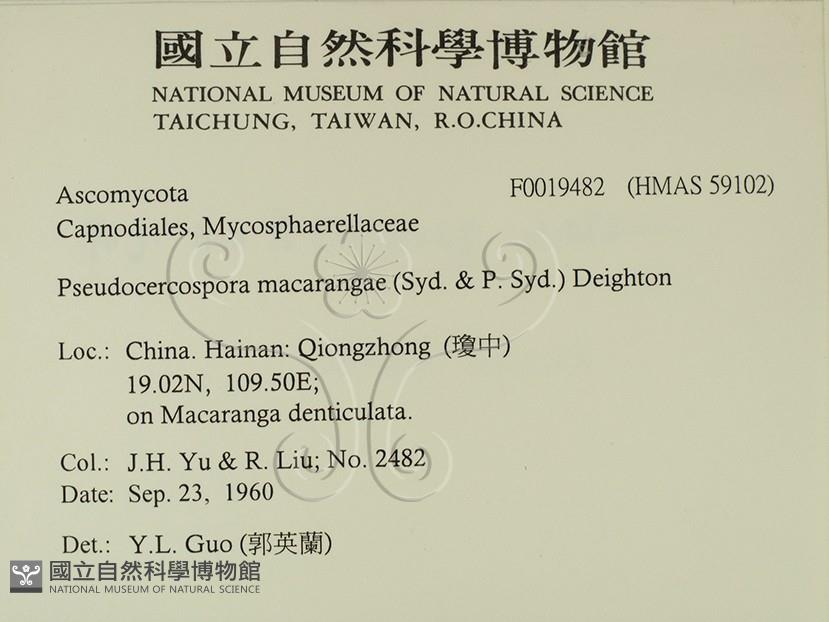 國立自然科學博物館
NATIONAL MUSEUM OF NATURAL SCIENCE
TAICHUNG, TAIWAN, R.O.CHINA
Ascomycota F0019482 (HMAS 59102)
Capnodiales, Mycosphaerellaceae
Pseudocercospora macarangae (Syd. & P. Syd.) Deighton
Loc.: China. Hainan: Qiongzhong (瓊中)
19.02N, 109.50E;
on Macaranga denticulata.
Col.: J.H. Yu & R. Liu; No. 2482
Date: Sep. 23, 1960
Det.: Y.L. Guo (郭英蘭)
國立自然科學博物館
NATIONAL MUSEUM OF NATURAL SCIENCE